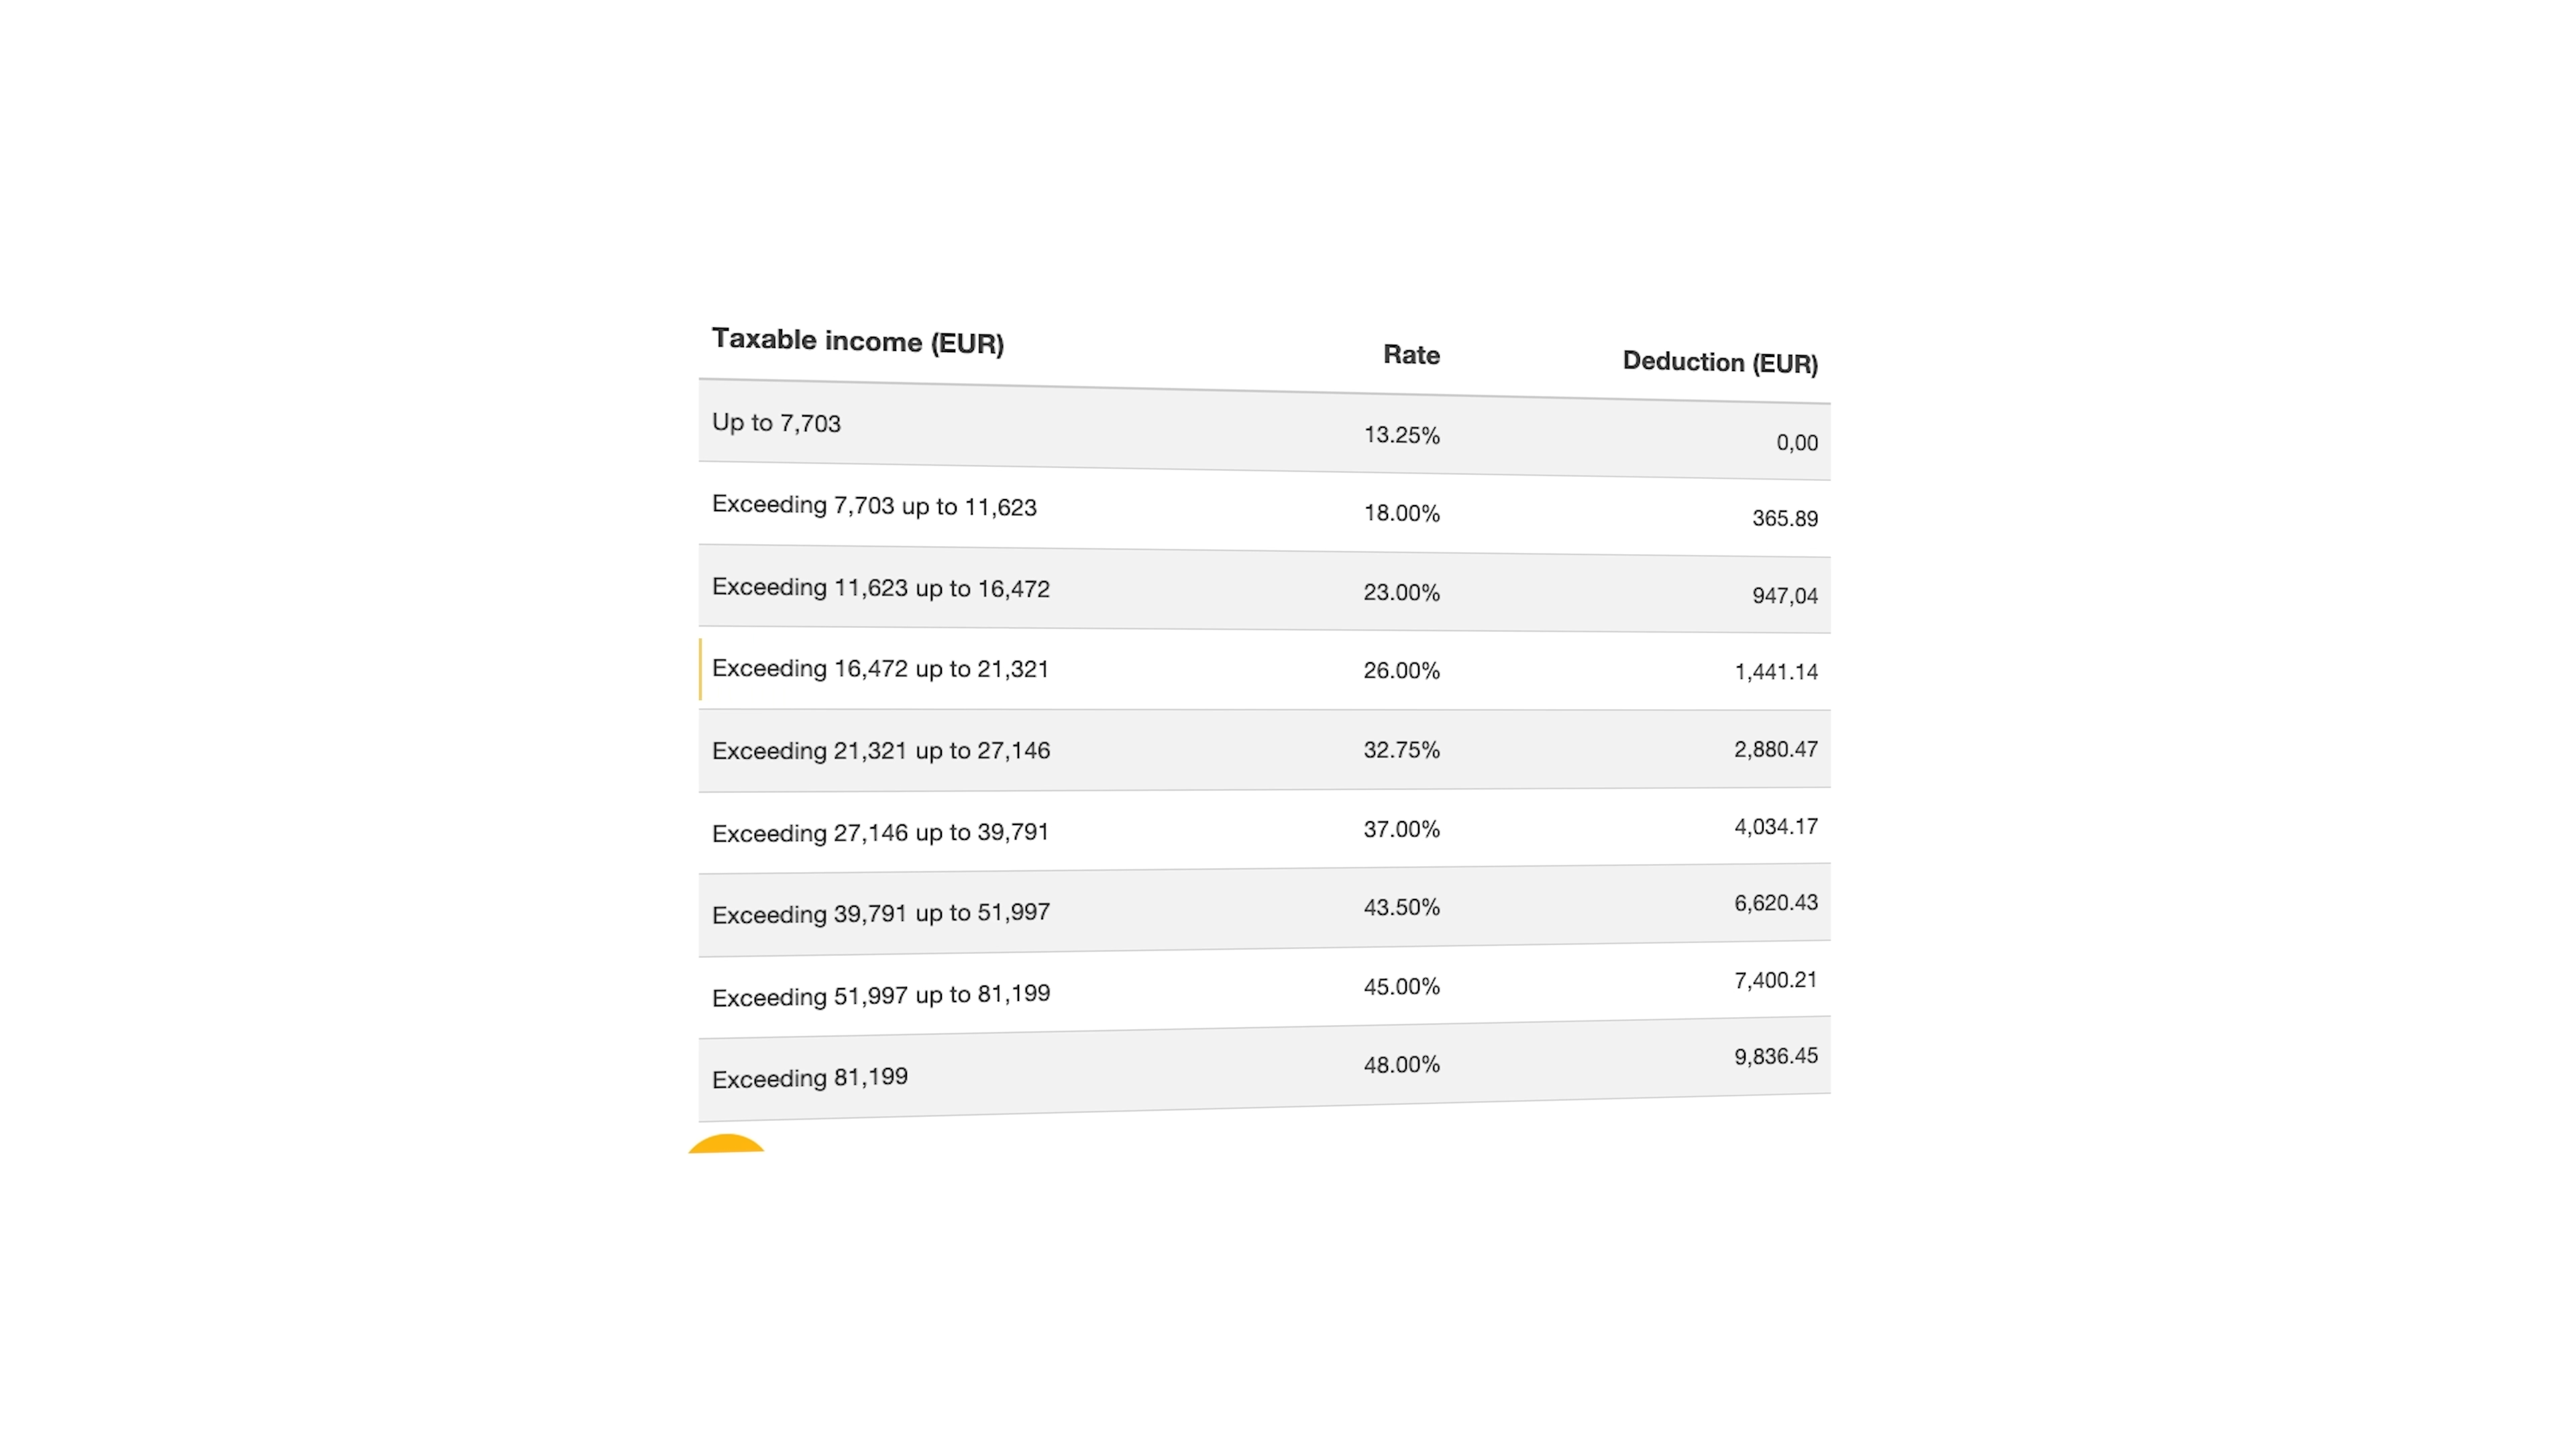 Taxable income (EUR) Rate Deduction (EUR)
Up to 7,703 13.25% 0,00
Exceeding 7,703 up to 11,623 18.00% 365.89
Exceeding 11,623 up to 16,472 23.00% 947,04
Exceeding 16,472 up to 21,321 26.00% 1,441.14
Exceeding 21,321 up to 27,146 32.75% 2,880.47
Exceeding 27,146 up to 39,791 37.00% 4,034.17
Exceeding 39,791 up to 51,997 43.50% 6,620.43
Exceeding 51,997 up to 81,199 45.00% 7,400.21
Exceeding 81,199 48.00% 9,836.45